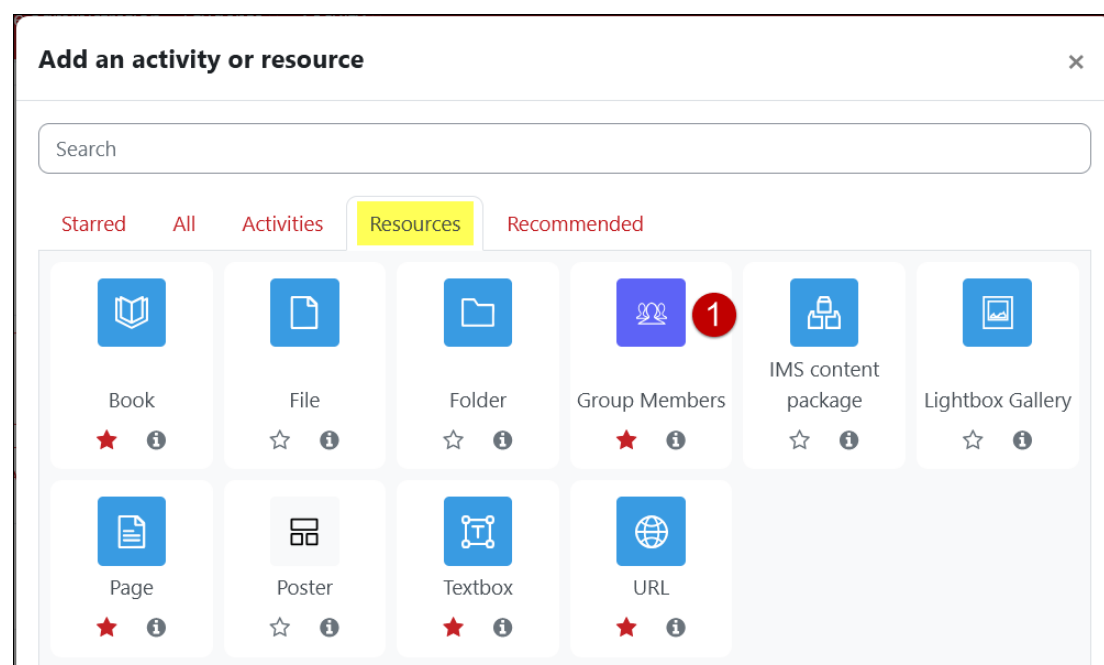 Add an activity or resource ×
Search
Starred All Activities Resources Recommended
1
IMS content
Book File Folder Group Members package Lightbox Gallery
T
Page Poster Textbox URL